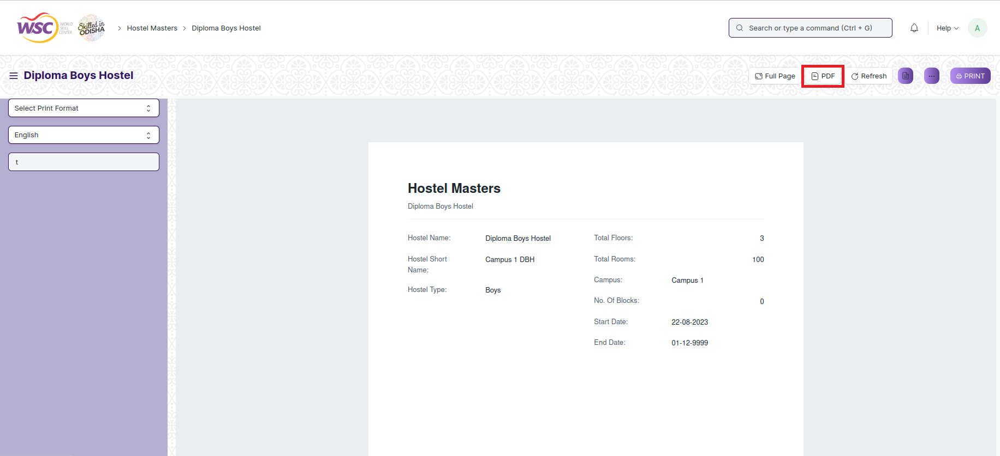 WSC WORLD SKILL CENTER
Skilled in ODISHA
Hostel Masters
Diploma Boys Hostel
Search or type a command (Ctrl + G)
Help
A
Diploma Boys Hostel
Full Page
PDF
Refresh
PRINT
Select Print Format
English
t
Hostel Masters
Diploma Boys Hostel
Hostel Name: Diploma Boys Hostel
Hostel Short Name: Campus 1 DBH
Hostel Type: Boys
Total Floors: 3
Total Rooms: 100
Campus: Campus 1
No. Of Blocks: 0
Start Date: 22-08-2023
End Date: 01-12-9999